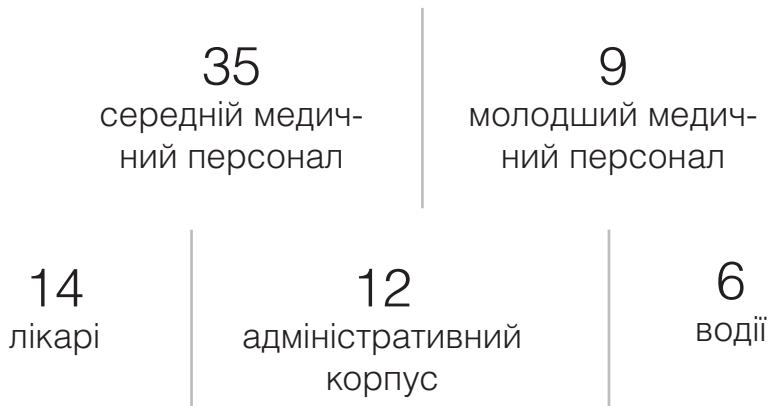 35
середній медич-
ний персонал
9
молодший медич-
ний персонал
14
лікарі
12
адміністративний
корпус
6
водії